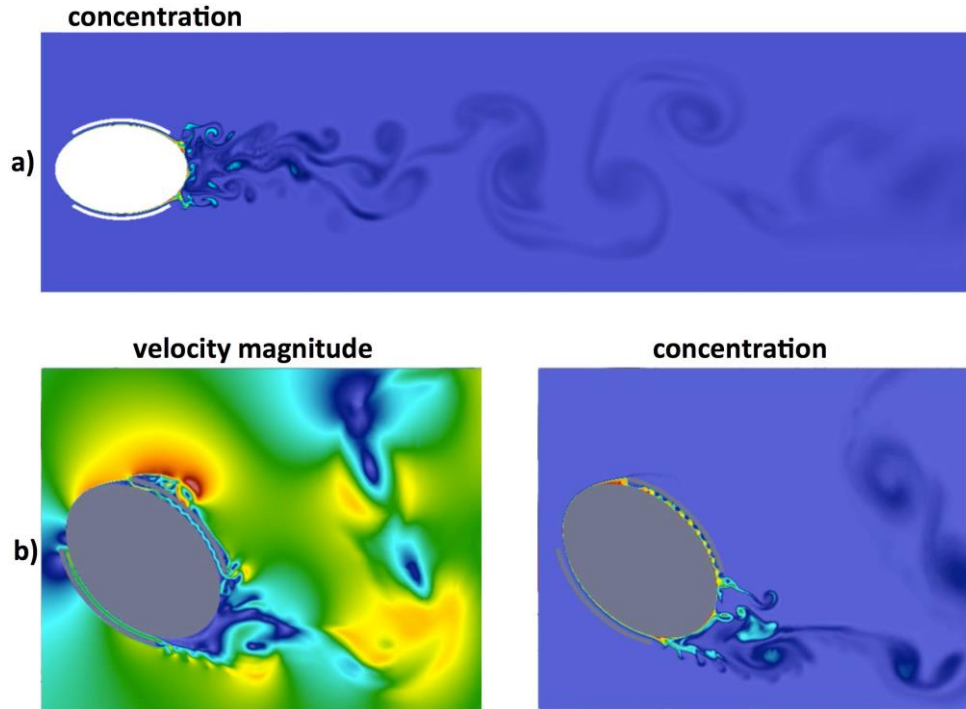 concentration
a)
velocity magnitude
concentration
b)